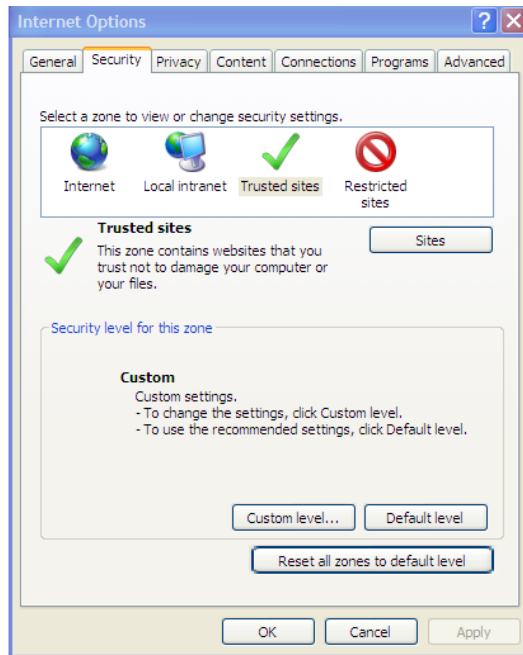 Internet Options
?
General Security Privacy Content Connections Programs Advanced
Select a zone to view or change security settings.
Internet Local intranet Trusted sites Restricted
sites
Trusted sites
Sites
This zone contains websites that you
trust not to damage your computer or
your files.
Security level for this zone
Custom
Custom settings.
- To change the settings, click Custom level.
- To use the recommended settings, click Default level.
Custom level... Default level
Reset all zones to default level
OK Cancel Apply